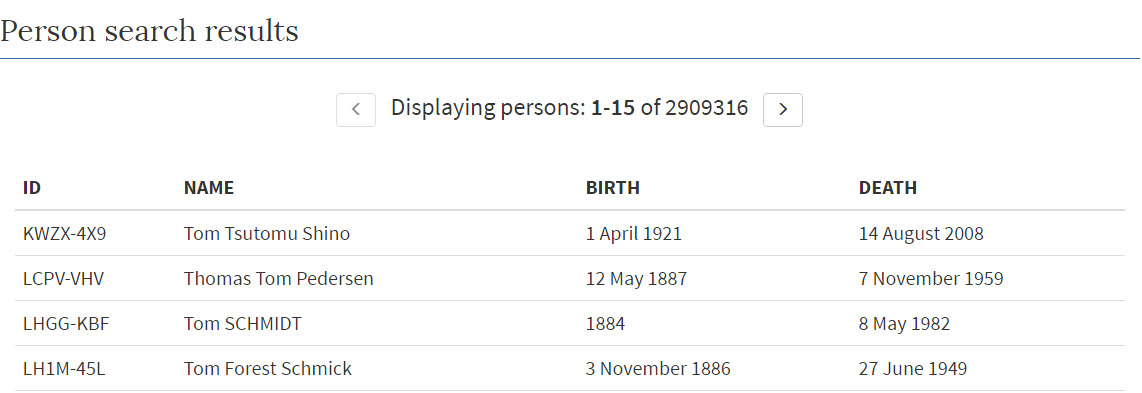 Person search results
Displaying persons: 1-15 of 2909316
ID NAME BIRTH DEATH
KWZX-4X9 Tom Tsutomu Shino 1 April 1921 14 August 2008
LCPV-VHV Thomas Tom Pedersen 12 May 1887 7 November 1959
LHGG-KBF Tom SCHMIDT 1884 8 May 1982
LH1M-45L Tom Forest Schmick 3 November 1886 27 June 1949